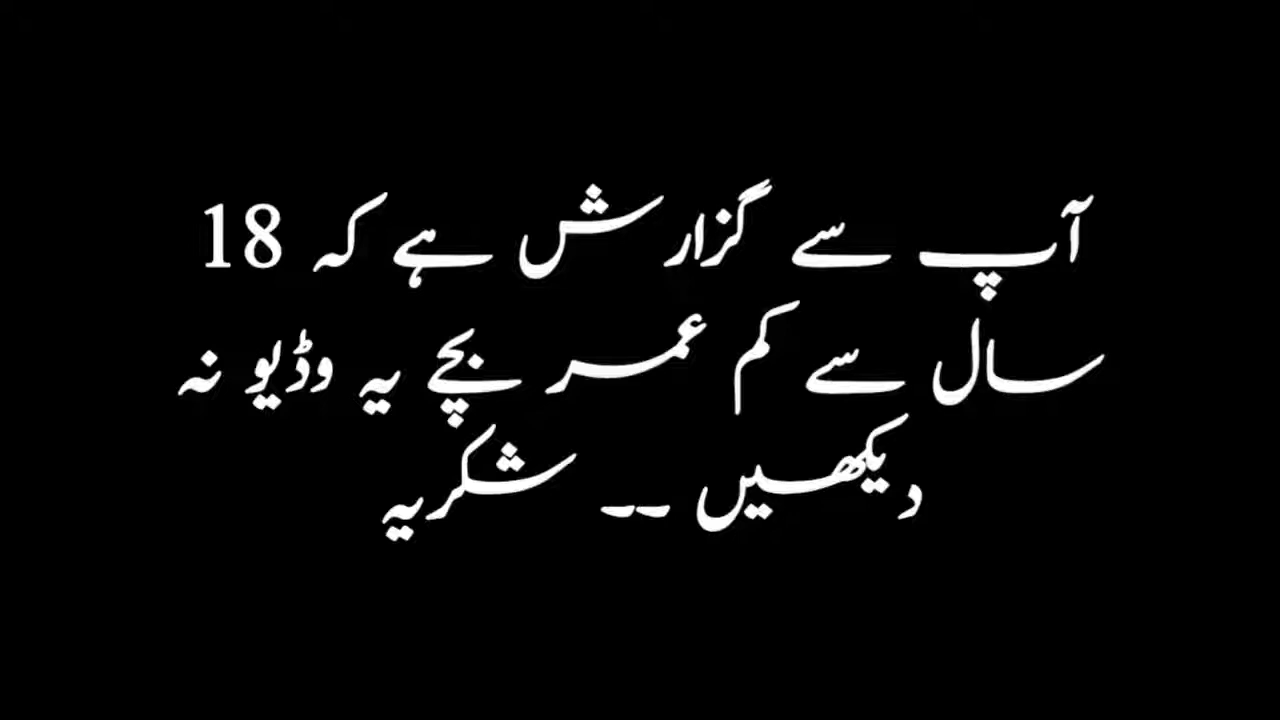 آپ سے گزارش ہے کہ 18
سال سے کم عمر بچے یہ وڈیو نہ
دیکھیں -- شکریہ